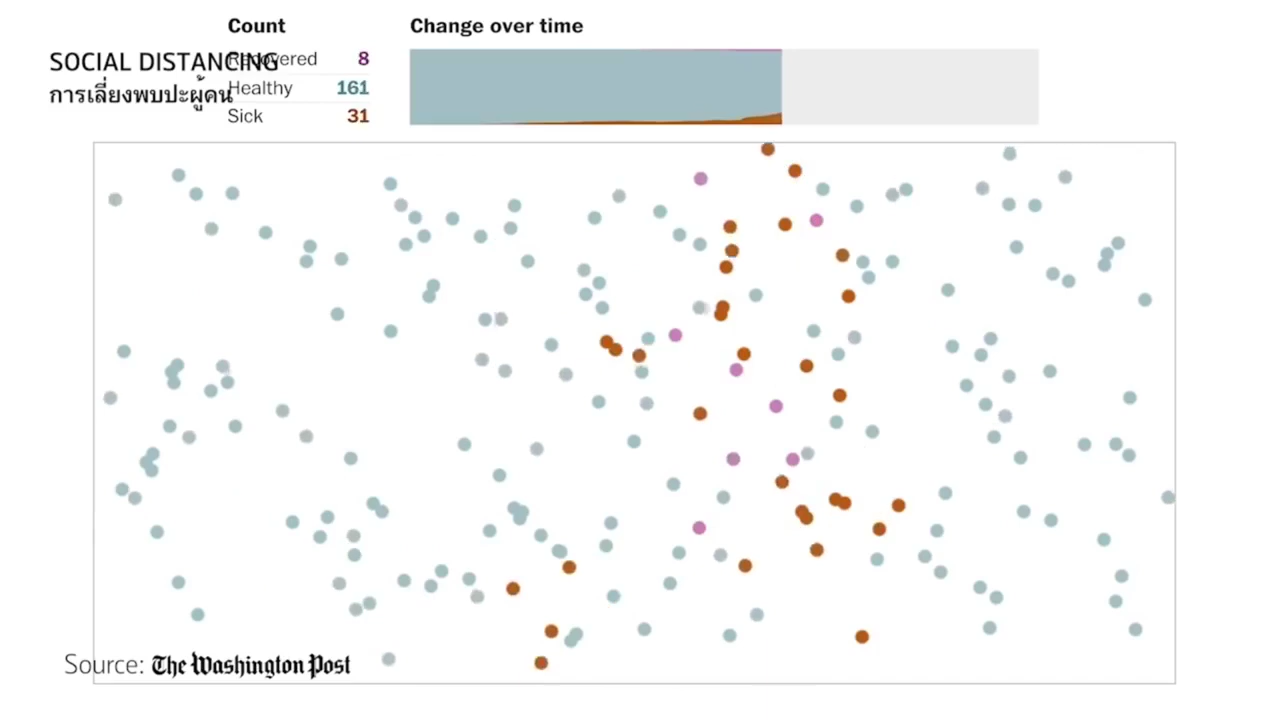 Count
Change over time
SOCIAL DISTANCING
Recovered 8
การเลี่ยงพบปะผู้คน
Healthy 161
Sick 31
Source: The Washington Post